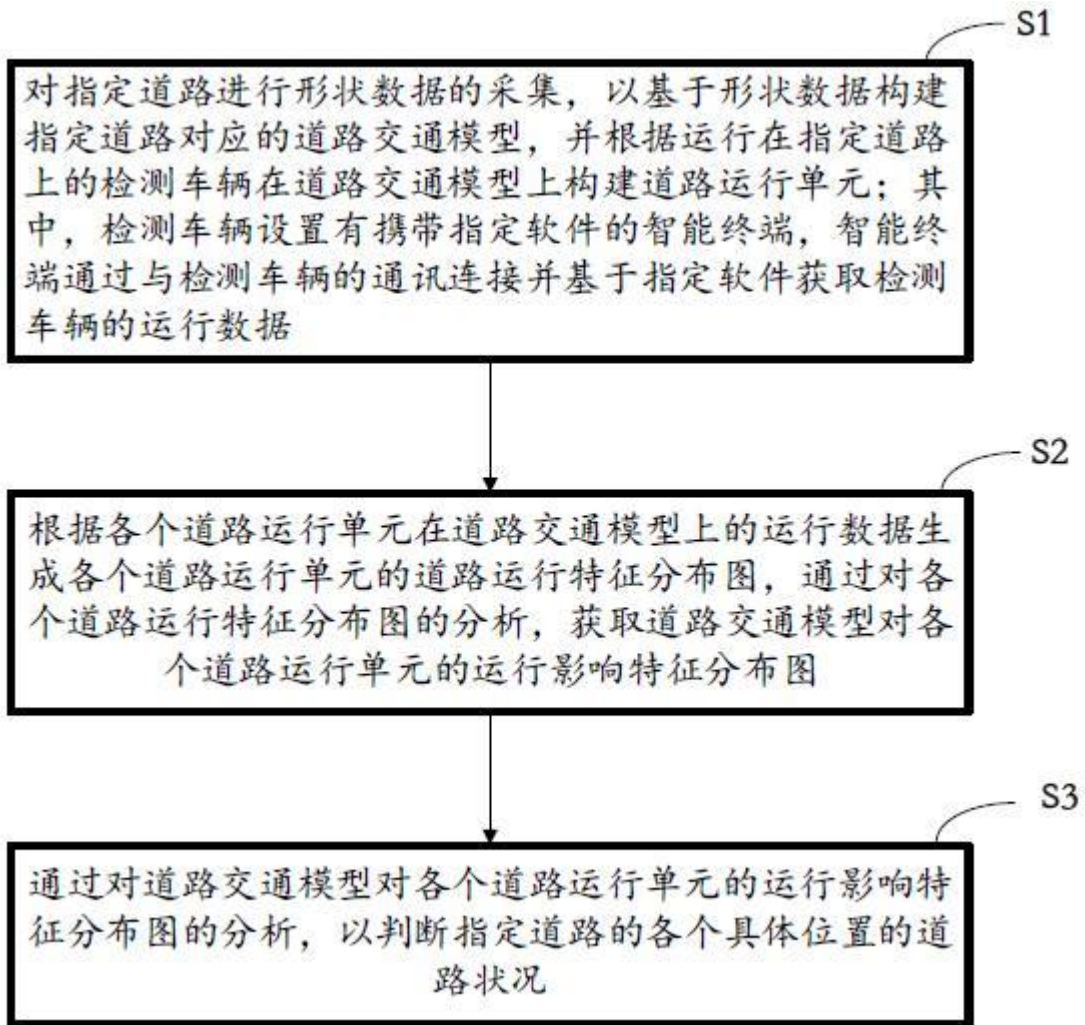 S1
对指定道路进行形状数据的采集，以基于形状数据构建
指定道路对应的道路交通模型，并根据运行在指定道路
上的检测车辆在道路交通模型上构建道路运行单元；其
中，检测车辆设置有携带指定软件的智能终端，智能终
端通过与检测车辆的通讯连接并基于指定软件获取检测
车辆的运行数据
S2
根据各个道路运行单元在道路交通模型上的运行数据生
成各个道路运行单元的道路运行特征分布图，通过对各
个道路运行特征分布图的分析，获取道路交通模型对各
个道路运行单元的运行影响特征分布图
S3
通过对道路交通模型对各个道路运行单元的运行影响特
征分布图的分析，以判断指定道路的各个具体位置的道
路状况